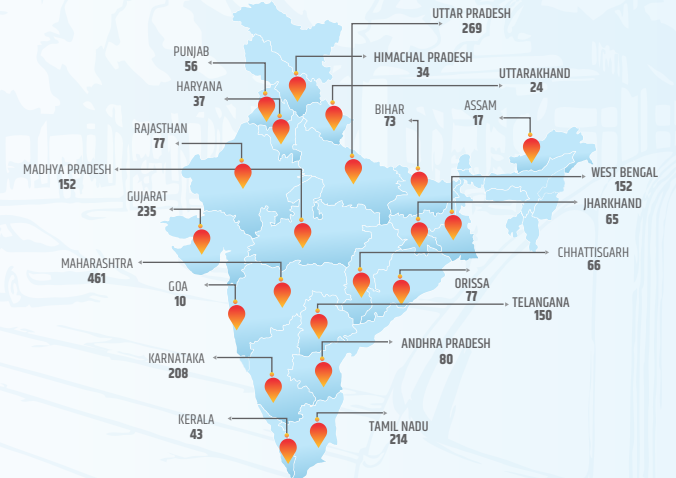 UTTAR PRADESH
269
PUNJAB
56
HIMACHAL PRADESH
34
UTTARAKHAND
24
HARYANA
37
BIHAR
73
ASSAM
17
RAJASTHAN
77
MADHYA PRADESH
152
WEST BENGAL
152
GUJARAT
235
JHARKHAND
65
CHHATTISGARH
66
MAHARASHTRA
461
GOA
10
ORISSA
77
TELANGANA
150
ANDHRA PRADESH
80
KARNATAKA
208
KERALA
43
TAMIL NADU
214